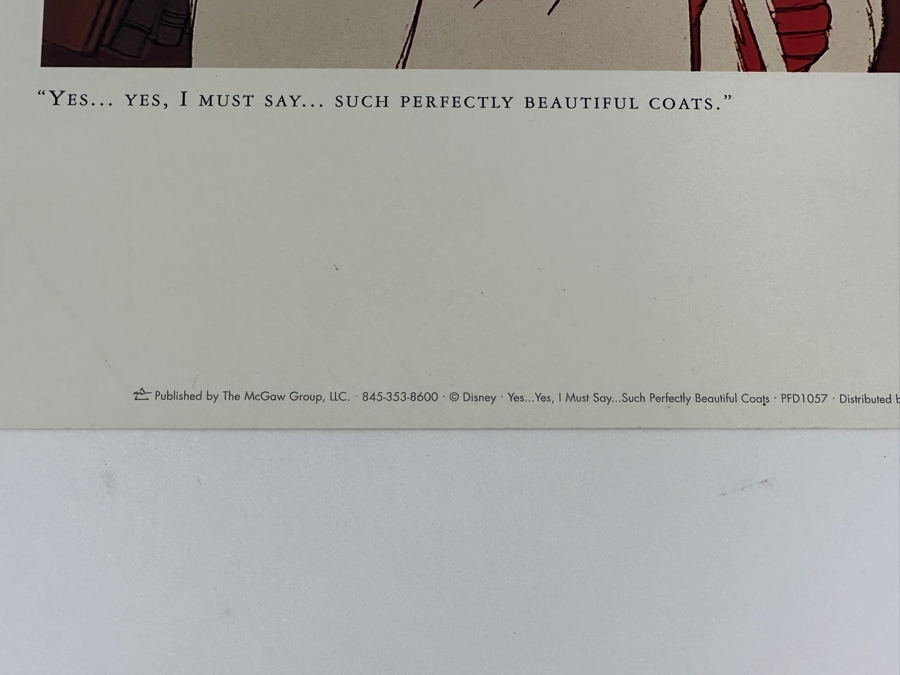 “YES... YES, I MUST SAY... SUCH PERFECTLY BEAUTIFUL COATS.”
Published by The McGaw Group, LLC. · 845-353-8600 · © Disney · Yes...Yes, I Must Say...Such Perfectly Beautiful Coats · PFD1057 · Distributed